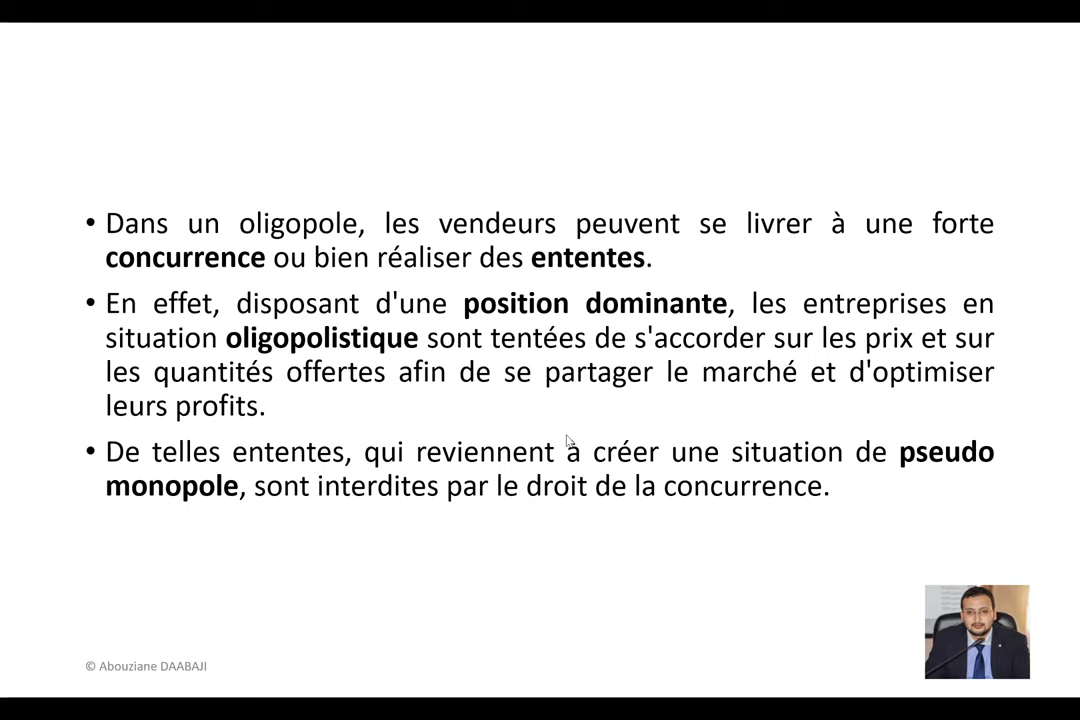 • Dans un oligopole, les vendeurs peuvent se livrer à une forte
concurrence ou bien réaliser des ententes.
• En effet, disposant d'une position dominante, les entreprises en
situation oligopolistique sont tentées de s'accorder sur les prix et sur
les quantités offertes afin de se partager le marché et d'optimiser
leurs profits.
• De telles ententes, qui reviennent à créer une situation de pseudo
monopole, sont interdites par le droit de la concurrence.
© Abouziane DAABAJI